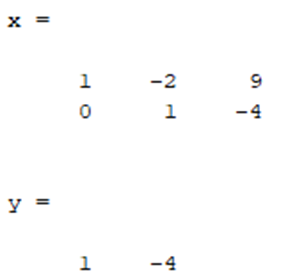 x =
1 -2 9
0 1 -4
y =
1 -4